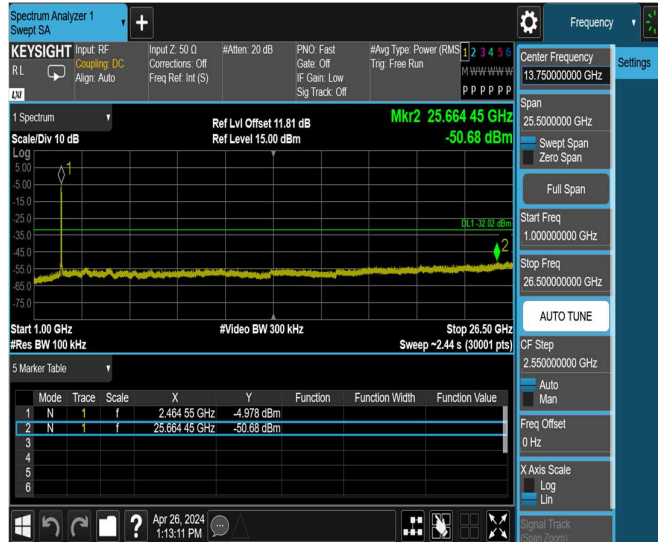 Spectrum Analyzer 1
Swept SA
+
Frequency
KEYSIGHT Input: RF Input Z: 50 Ω #Atten: 20 dB PNO: Fast #Avg Type: Power (RMS 1 2 3 4 5 6
RL Coupling: DC Corrections: Off Gate: Off Trig: Free Run
Align: Auto Freq Ref: Int (S) IF Gain: Low M W W W W W
LXI Sig Track: Off P P P P P P
1 Spectrum Ref Lvl Offset 11.81 dB Mkr2 25.664 45 GHz
Scale/Div 10 dB Ref Level 15.00 dBm -50.68 dBm
Log
5.00 1
-5.00
-15.0
-25.0
DL1 -32.02 dBm
-35.0
-45.0 2
-55.0
-65.0
-75.0
Start 1.00 GHz #Video BW 300 kHz Stop 26.50 GHz
#Res BW 100 kHz Sweep ~2.44 s (30001 pts)
5 Marker Table
Mode Trace Scale X Y Function Function Width Function Value
1 N 1 f 2.464 55 GHz -4.978 dBm
2 N 1 f 25.664 45 GHz -50.68 dBm
3
4
5
6
? Apr 26, 2024
1:13:11 PM
Center Frequency
13.750000000 GHz
Settings
Span
25.5000000 GHz
Swept Span
Zero Span
Full Span
Start Freq
1.000000000 GHz
Stop Freq
26.500000000 GHz
AUTO TUNE
CF Step
2.550000000 GHz
Auto
Man
Freq Offset
0 Hz
X Axis Scale
Log
Lin
Signal Track
(Span Zoom)